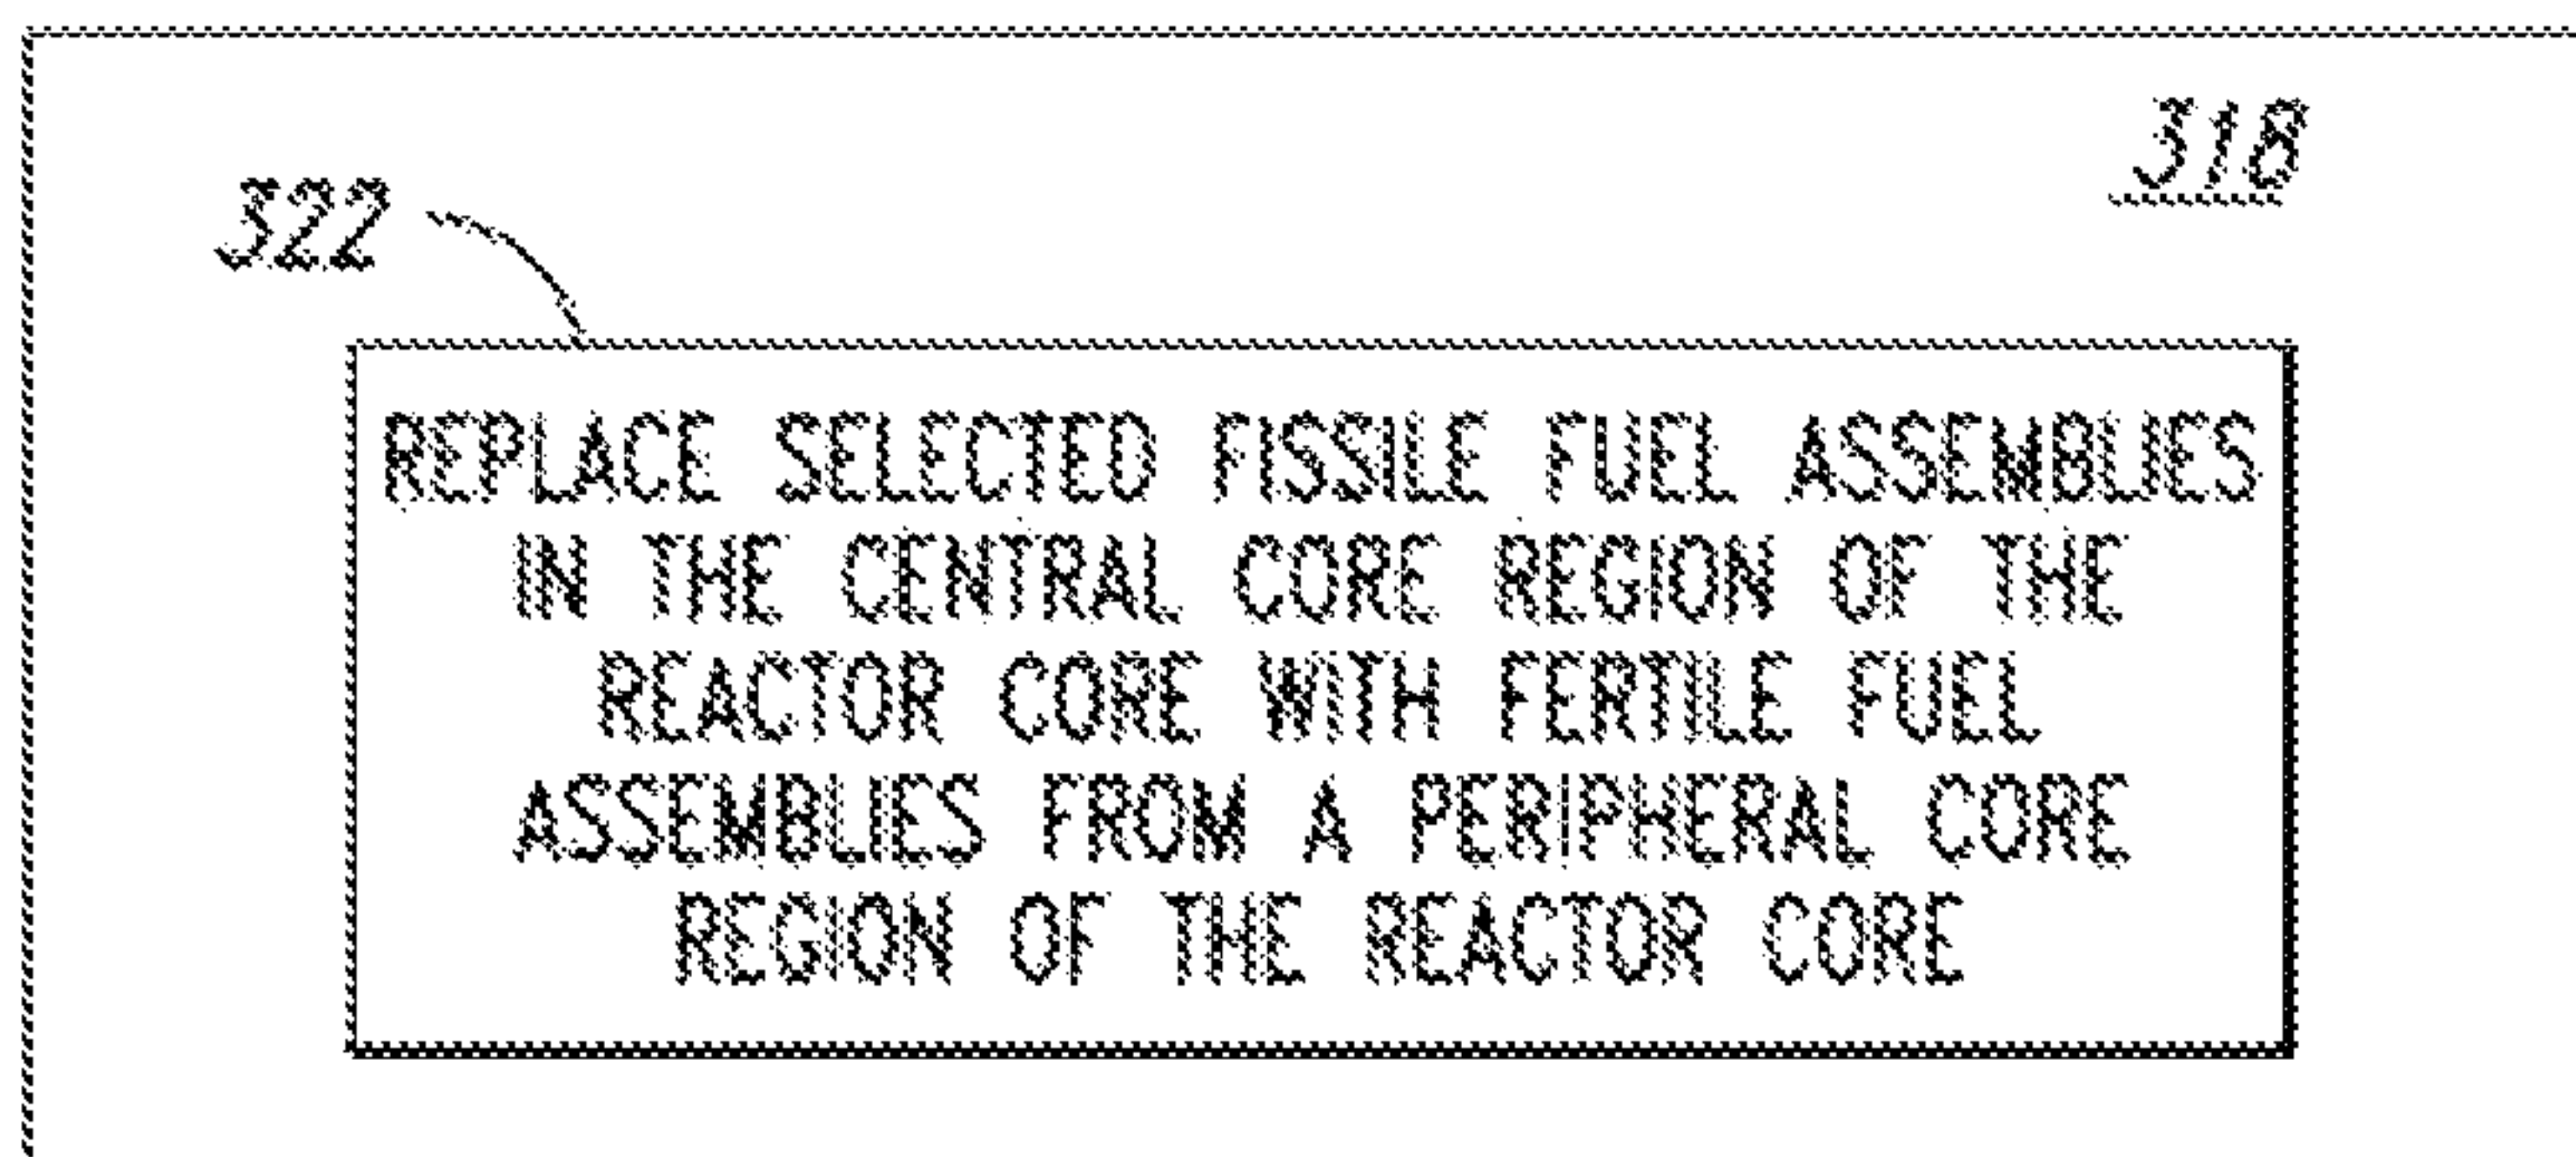 318
322
REPLACE SELECTED FISSILE FUEL ASSEMBLIES
IN THE CENTRAL CORE REGION OF THE
REACTOR CORE WITH FERTILE FUEL
ASSEMBLIES FROM A PERIPHERAL CORE
REGION OF THE REACTOR CORE